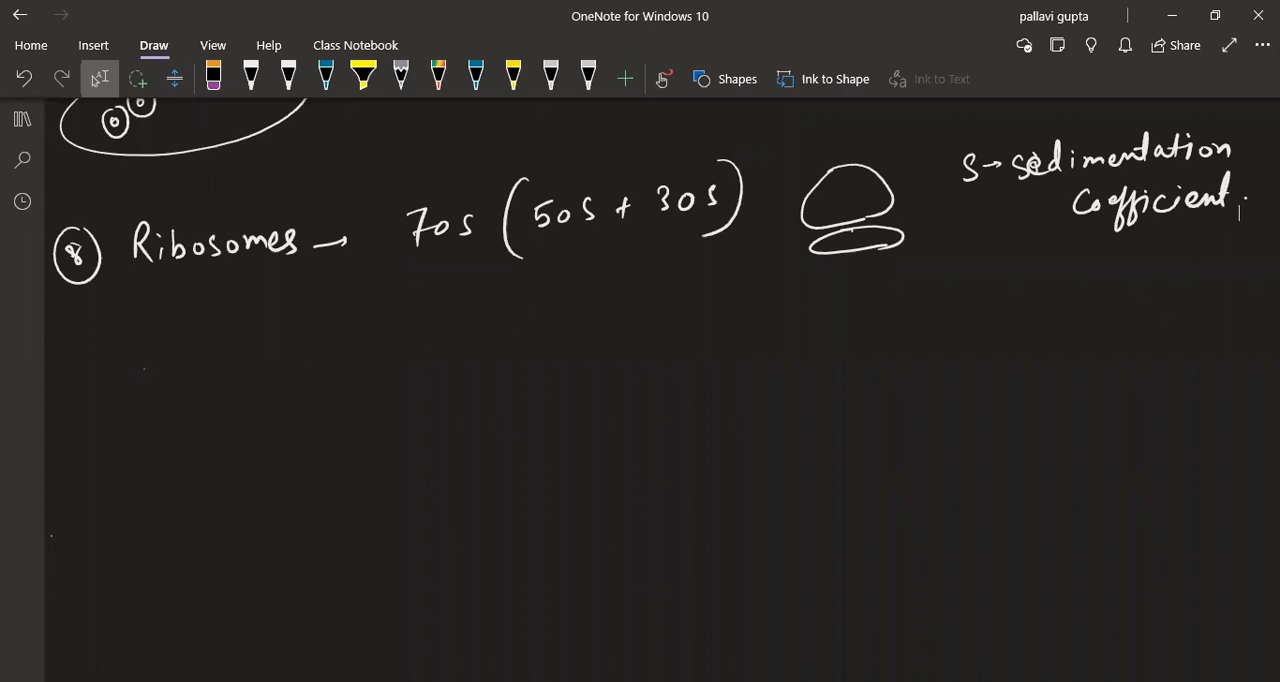 OneNote for Windows 10
pallavi gupta
Home Insert Draw View Help Class Notebook
Share
Shapes Ink to Shape Ink to Text
S→ sedimentation
coefficient
⑧ Ribosomes → 70s (50s + 30s)